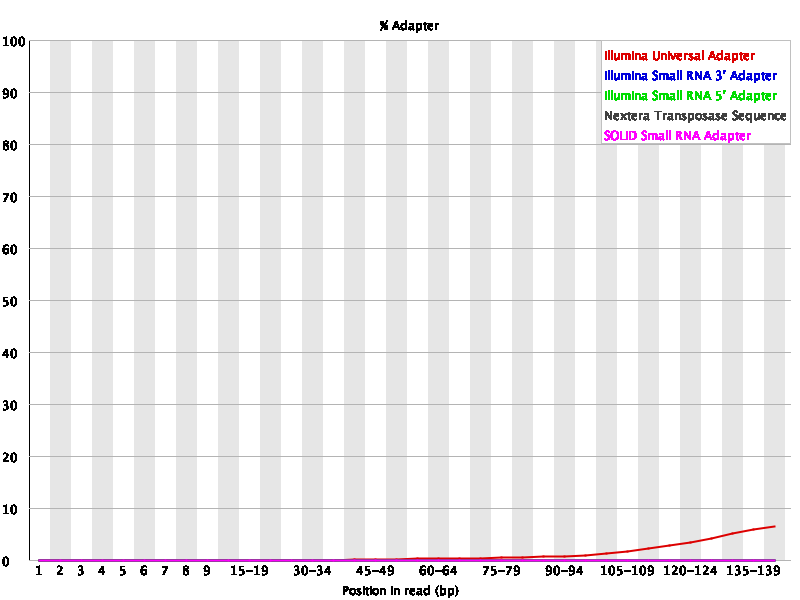 % Adapter
100
Illumina Universal Adapter
Illumina Small RNA 3' Adapter
90
Illumina Small RNA 5' Adapter
Nextera Transposase Sequence
SOLID Small RNA Adapter
80
70
60
50
40
30
20
10
0
1 2 3 4 5 6 7 8 9 15-19 30-34 45-49 60-64 75-79 90-94 105-109 120-124 135-139
Position in read (bp)